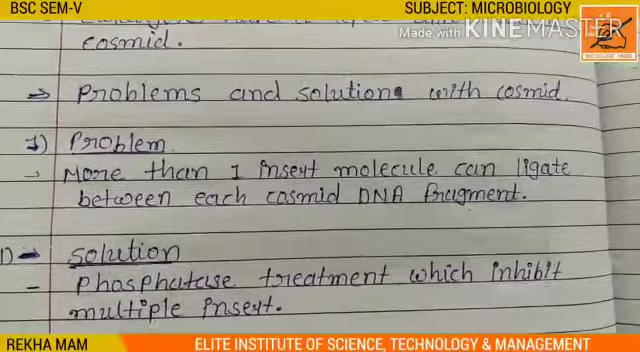 BSC SEM-V
SUBJECT: MICROBIOLOGY
Made with KINEMASTER
cosmid.
⇒ Problems and solutions with cosmid.
1) Problem
→ More than 1 insert molecule can ligate
between each cosmid DNA fragment.
1) → solution
- phosphatase treatment which inhibit
multiple insert.
REKHA MAM
ELITE INSTITUTE OF SCIENCE, TECHNOLOGY & MANAGEMENT